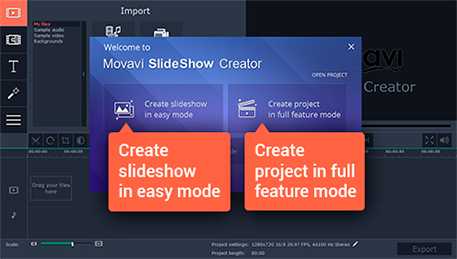 Import
My files
Sample audio
Sample video
Backgrounds
Welcome to
Movavi SlideShow Creator
OPEN PROJECT
Create slideshow
in easy mode
Create project
in full feature mode
Create
slideshow
in easy mode
Create
project in full
feature mode
Creator
00:00:00
Drag your files
here
Scale:
Project settings: 1280x720 16:9 29.97 FPS, 44100 Hz Stereo
Project length: 00:00
Export